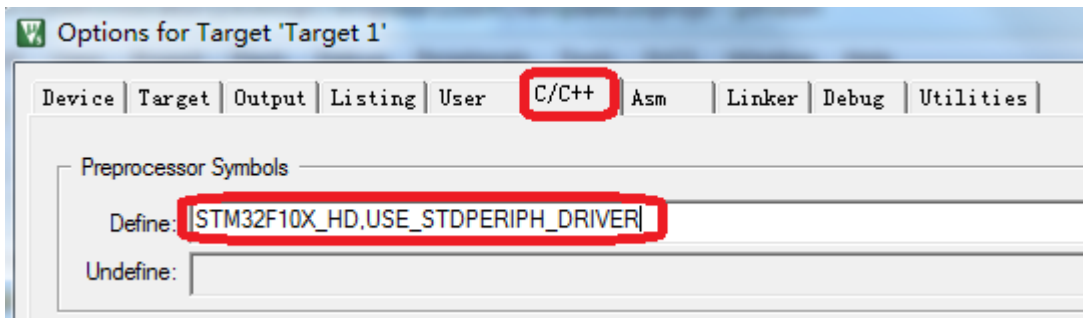 Options for Target 'Target 1'
Device Target Output Listing User C/C++ Asm Linker Debug Utilities
Preprocessor Symbols
Define: STM32F10X_HD,USE_STDPERIPH_DRIVER
Undefine: